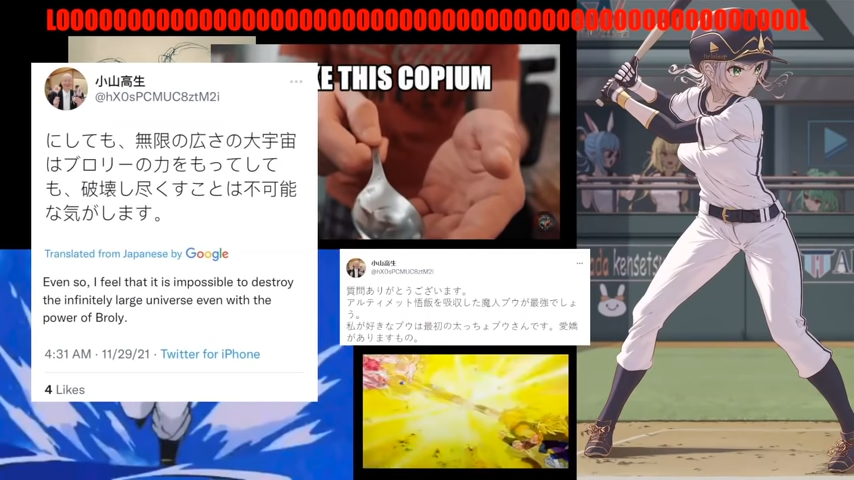 小山高生
@hX0sPCMUC8ztM2i
にしても、無限の広さの大宇宙
はブロリーの力をもってして
も、破壊し尽くすことは不可能
な気がします。
Translated from Japanese by Google
Even so, I feel that it is impossible to destroy
the infinitely large universe even with the
power of Broly.
4:31 AM · 11/29/21 · Twitter for iPhone
4 Likes
THIS COPIUM
小山高生
@hX0sPCMUC8ztM2i
質問ありがとうございます。
アルティメット悟飯を吸収した魔人ブウが最強でしょ
う。
私が好きなブウは最初の太っちょブウさんです。愛嬌
がありますもの。
kensetsu